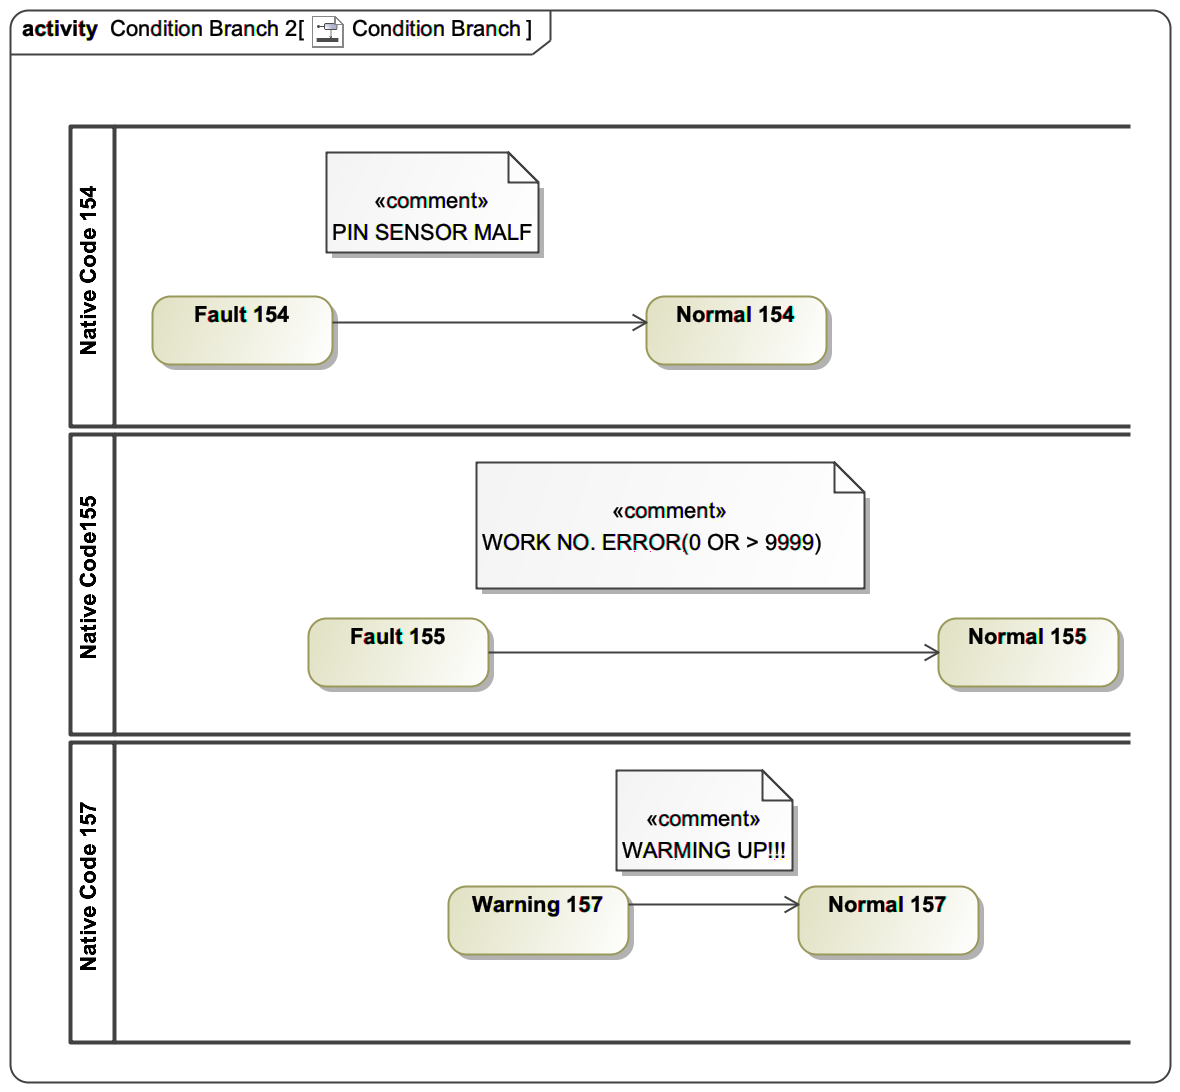 activity Condition Branch 2[ Condition Branch ]
Native Code 154
«comment»
PIN SENSOR MALF
Fault 154
Normal 154
Native Code155
«comment»
WORK NO. ERROR(0 OR > 9999)
Fault 155
Normal 155
Native Code 157
«comment»
WARMING UP!!!
Warning 157
Normal 157